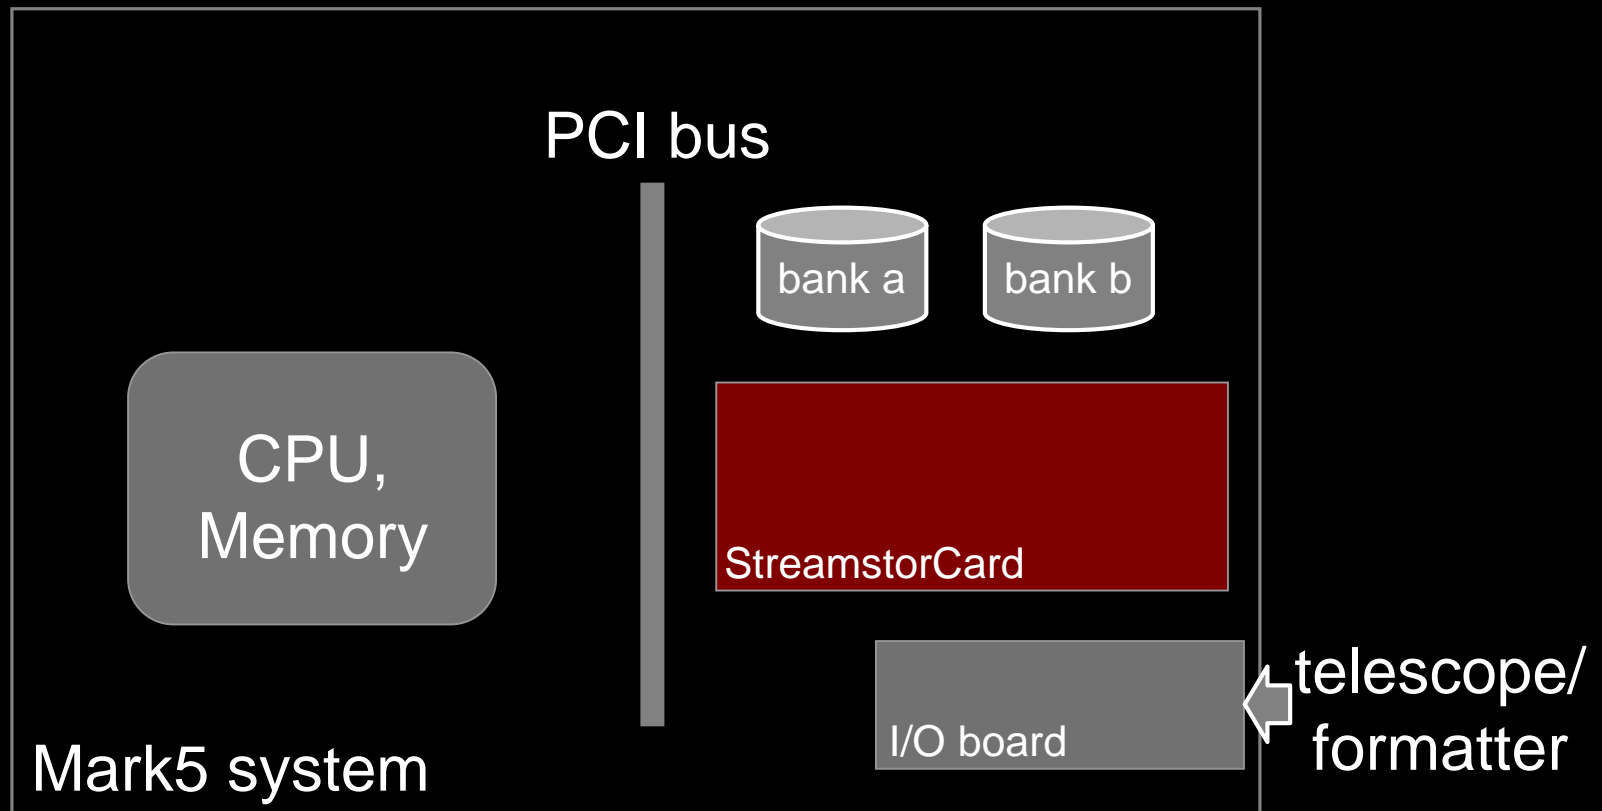 PCI bus
bank a
bank b
CPU,
Memory
StreamstorCard
I/O board
telescope/
formatter
Mark5 system